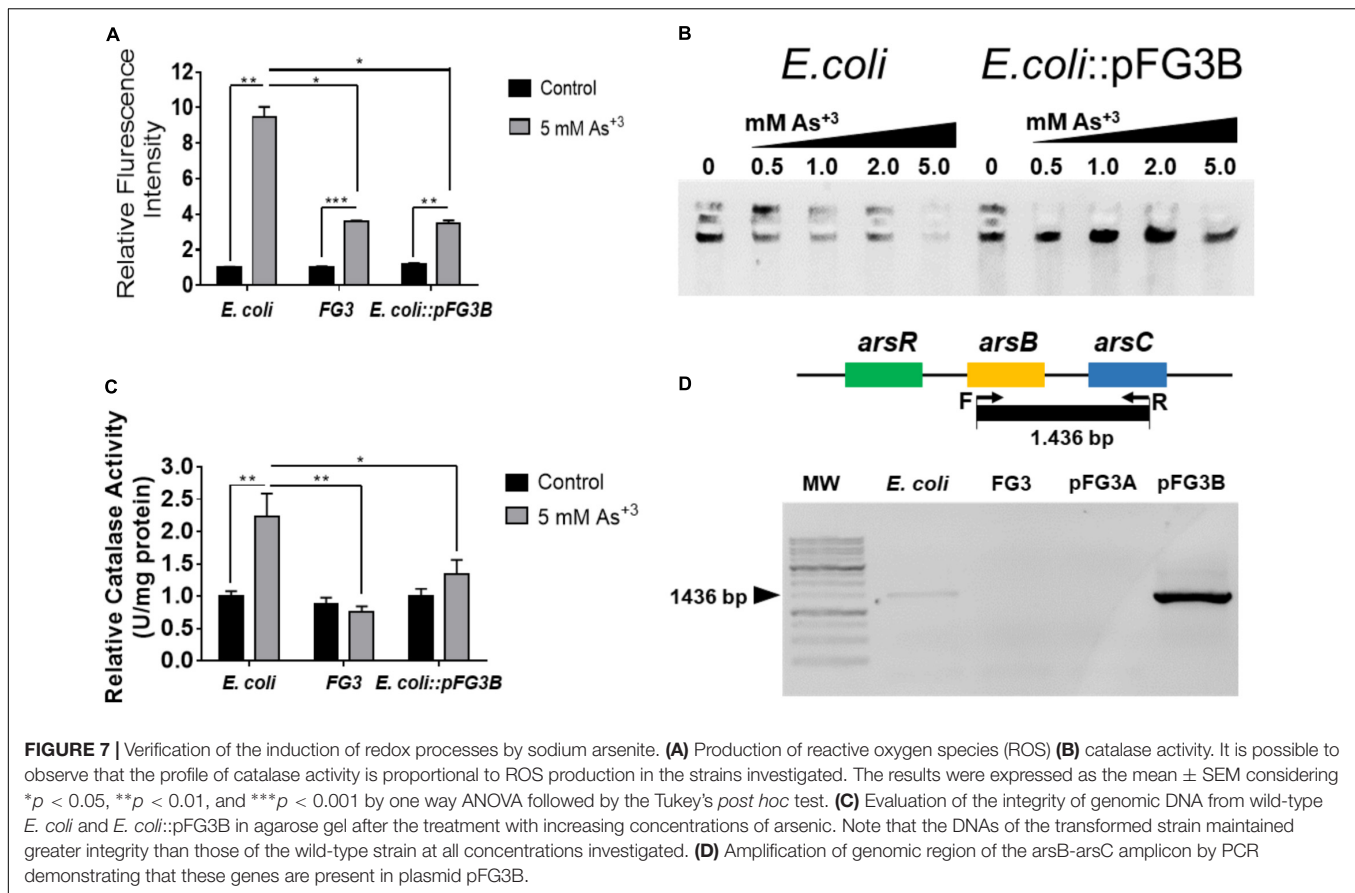 A
Relative Flurescence
Intensity
12
10
8
6
4
2
0
**
*
*
***
**
Control
5 mM As+3
E. coli
FG3
E. coli::pFG3B
B
E.coli
E.coli::pFG3B
mM As+3
mM As+3
0 0.5 1.0 2.0 5.0 0 0.5 1.0 2.0 5.0
C
Relative Catalase Activity
(U/mg protein)
3.0
2.5
2.0
1.5
1.0
0.5
0.0
**
**
*
Control
5 mM As+3
E. coli
FG3
E. coli::pFG3B
arsR arsB arsC
D
F
R
1.436 bp
MW E. coli FG3 pFG3A pFG3B
1436 bp
FIGURE 7 | Verification of the induction of redox processes by sodium arsenite. (A) Production of reactive oxygen species (ROS) (B) catalase activity. It is possible to
observe that the profile of catalase activity is proportional to ROS production in the strains investigated. The results were expressed as the mean ± SEM considering
*p < 0.05, **p < 0.01, and ***p < 0.001 by one way ANOVA followed by the Tukey's post hoc test. (C) Evaluation of the integrity of genomic DNA from wild-type
E. coli and E. coli::pFG3B in agarose gel after the treatment with increasing concentrations of arsenic. Note that the DNAs of the transformed strain maintained
greater integrity than those of the wild-type strain at all concentrations investigated. (D) Amplification of genomic region of the arsB-arsC amplicon by PCR
demonstrating that these genes are present in plasmid pFG3B.